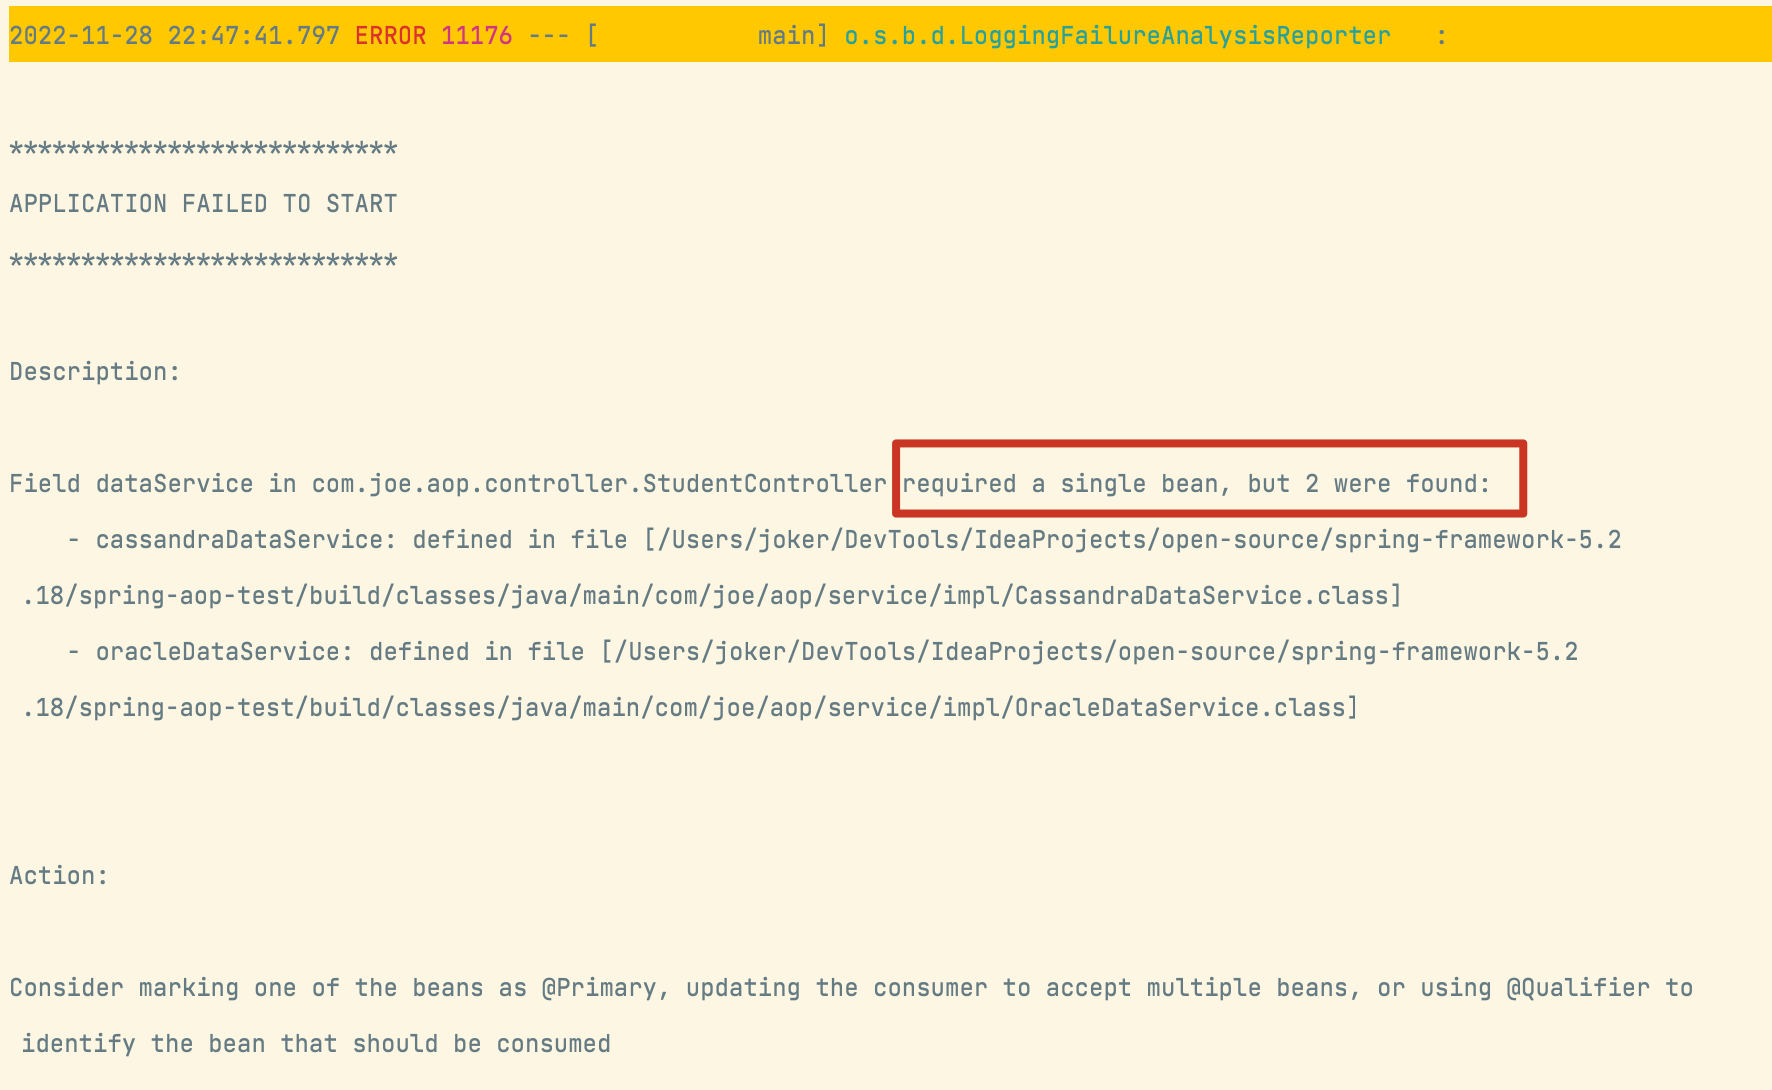 2022-11-28 22:47:41.797 ERROR 11176 --- [           main] o.s.b.d.LoggingFailureAnalysisReporter   :
***************************
APPLICATION FAILED TO START
***************************
Description:
Field dataService in com.joe.aop.controller.StudentController required a single bean, but 2 were found:
    - cassandraDataService: defined in file [/Users/joker/DevTools/IdeaProjects/open-source/spring-framework-5.2
.18/spring-aop-test/build/classes/java/main/com/joe/aop/service/impl/CassandraDataService.class]
    - oracleDataService: defined in file [/Users/joker/DevTools/IdeaProjects/open-source/spring-framework-5.2
.18/spring-aop-test/build/classes/java/main/com/joe/aop/service/impl/OracleDataService.class]
Action:
Consider marking one of the beans as @Primary, updating the consumer to accept multiple beans, or using @Qualifier to
identify the bean that should be consumed